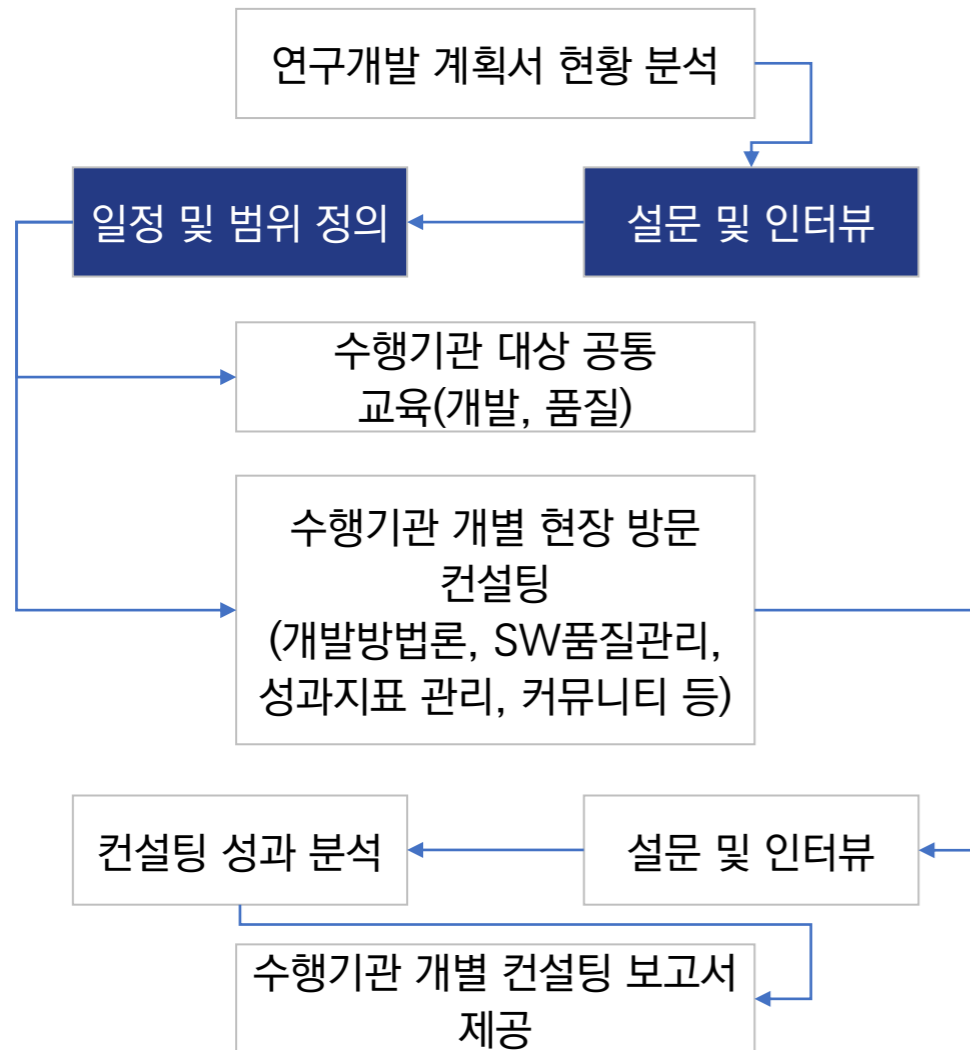 연구개발 계획서 현황 분석
일정 및 범위 정의
설문 및 인터뷰
수행기관 대상 공통
교육(개발, 품질)
수행기관 개별 현장 방문
컨설팅
(개발방법론, SW품질관리,
성과지표 관리, 커뮤니티 등)
컨설팅 성과 분석
설문 및 인터뷰
수행기관 개별 컨설팅 보고서
제공